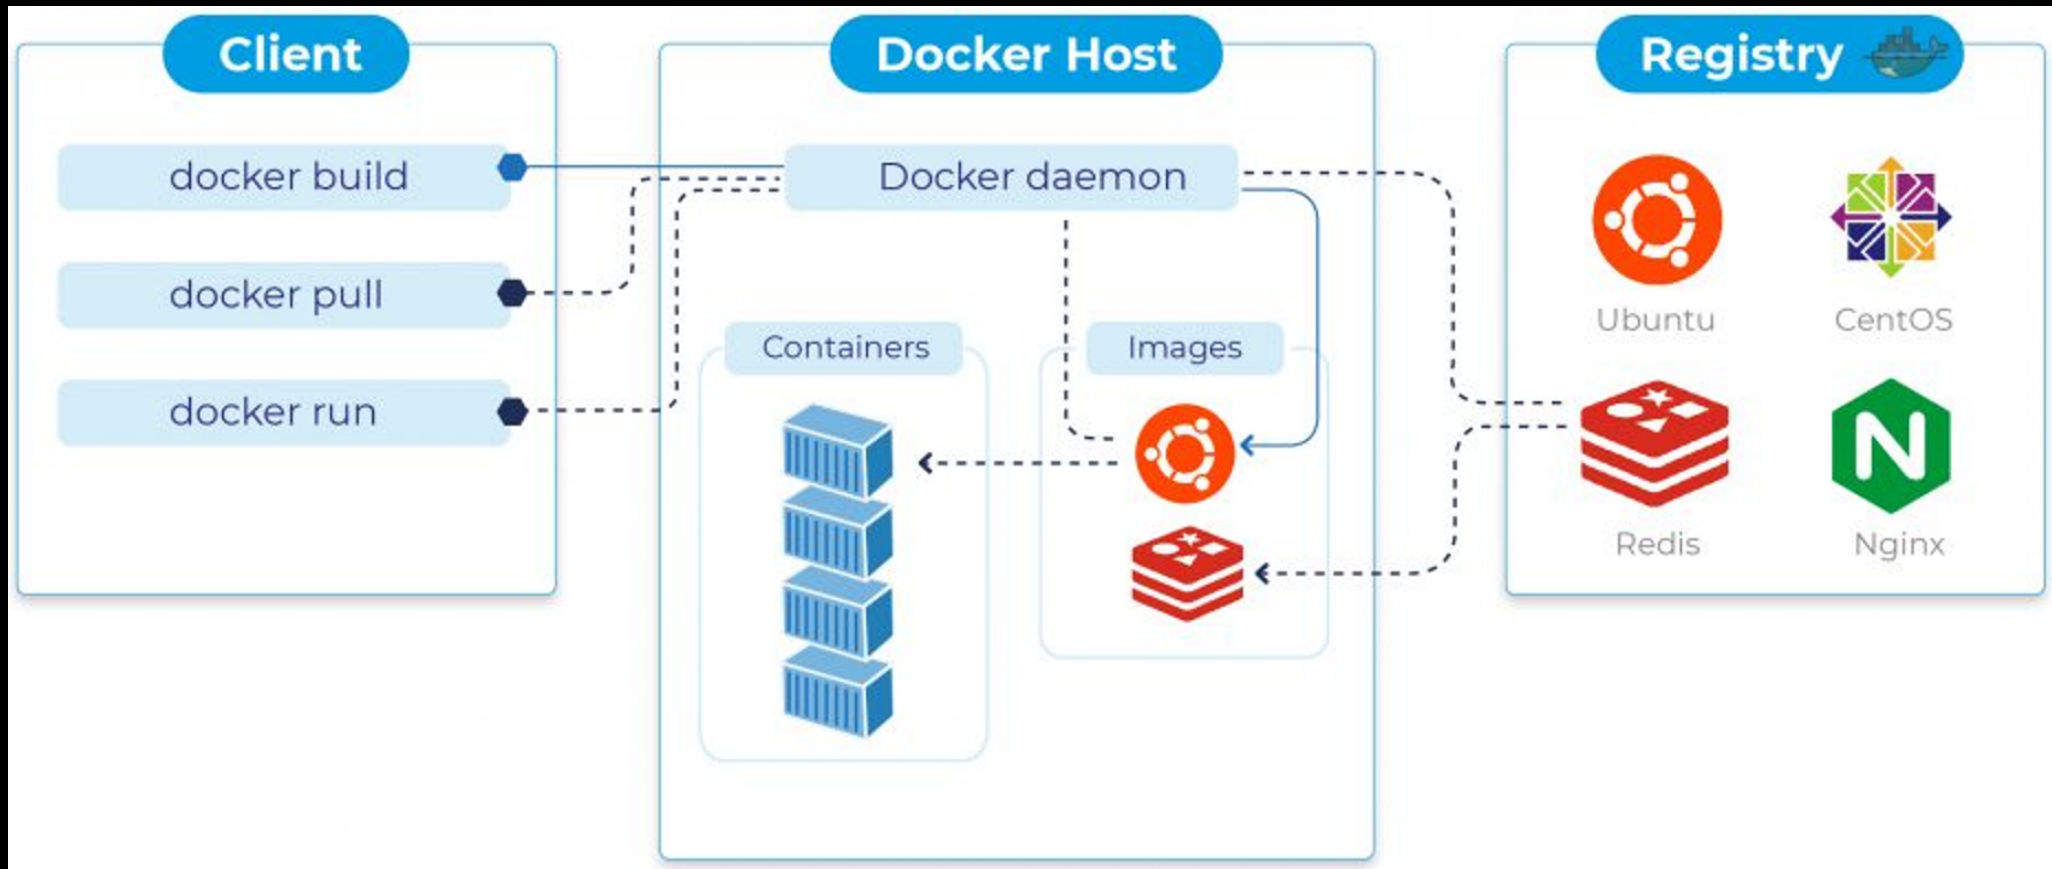 Client
docker build
docker pull
docker run
Docker Host
Docker daemon
Containers
Images
Registry
Ubuntu
CentOS
Redis
N
Nginx